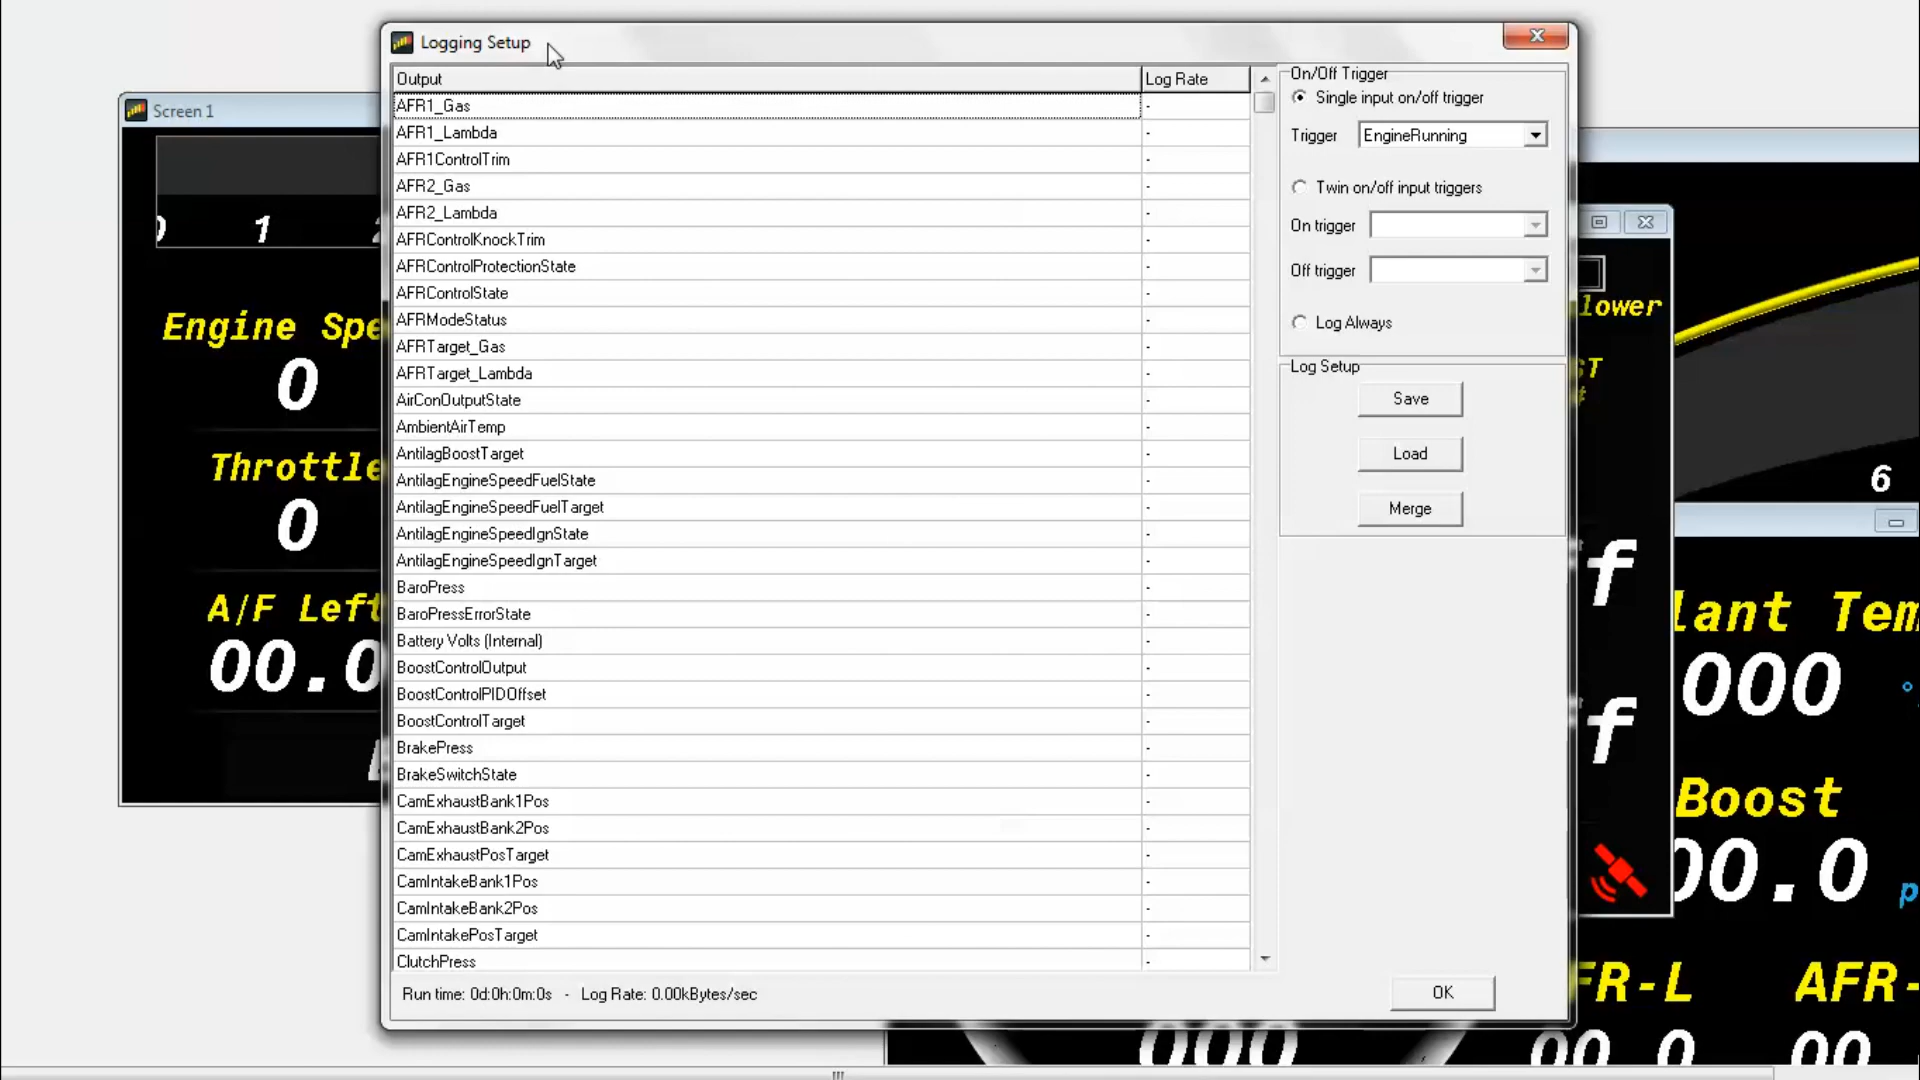 Logging Setup
Output
Log Rate
AFR1_Gas -
AFR1_Lambda -
AFR1ControlTrim -
AFR2_Gas -
AFR2_Lambda -
AFRControlKnockTrim -
AFRControlProtectionState -
AFRControlState -
AFRModeStatus -
AFRTarget_Gas -
AFRTarget_Lambda -
AirConOutputState -
AmbientAirTemp -
AntilagBoostTarget -
AntilagEngineSpeedFuelState -
AntilagEngineSpeedFuelTarget -
AntilagEngineSpeedIgnState -
AntilagEngineSpeedIgnTarget -
BaroPress -
BaroPressErrorState -
Battery Volts (Internal) -
BoostControlOutput -
BoostControlPIDOffset -
BoostControlTarget -
BrakePress -
BrakeSwitchState -
CamExhaustBank1Pos -
CamExhaustBank2Pos -
CamExhaustPosTarget -
CamIntakeBank1Pos -
CamIntakeBank2Pos -
CamIntakePosTarget -
ClutchPress -
Run time: 0d:0h:0m:0s - Log Rate: 0.00kBytes/sec
On/Off Trigger
Single input on/off trigger
Trigger EngineRunning
Twin on/off input triggers
On trigger
Off trigger
Log Always
Log Setup
Save
Load
Merge
OK
Screen 1
1
Engine Spe
0
Throttle
0
A/F Left
00.0
lower
6
lant Tem
000
Boost
00.0
FR-L
AFR-
000
00 0
00